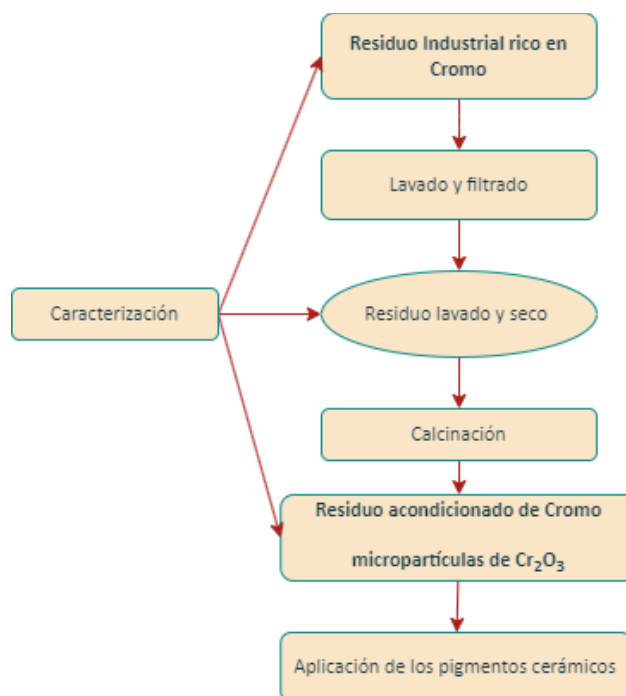 Residuo Industrial rico en
Cromo
Lavado y filtrado
Caracterización
Residuo lavado y seco
Calcinación
Residuo acondicionado de Cromo
micropartículas de Cr₂O₃
Aplicación de los pigmentos cerámicos